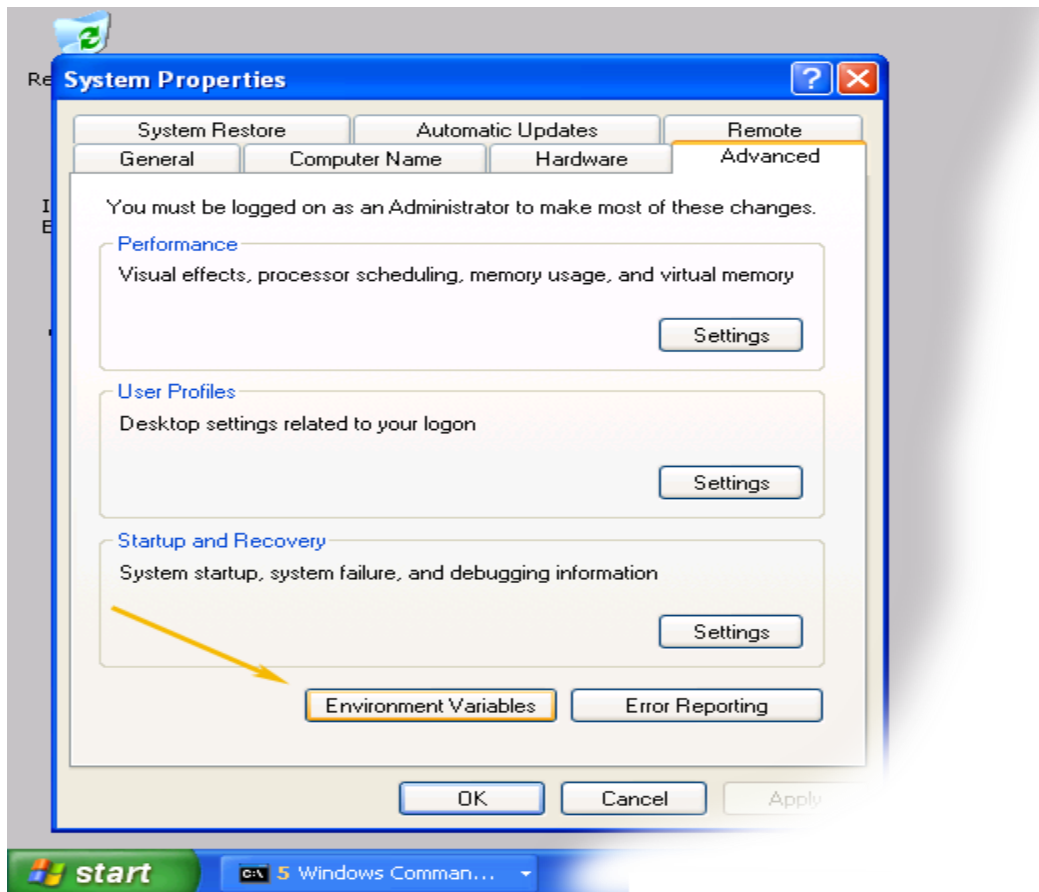 Re
System Properties
System Restore
Automatic Updates
Remote
General
Computer Name
Hardware
Advanced
I
E
You must be logged on as an Administrator to make most of these changes.
Performance
Visual effects, processor scheduling, memory usage, and virtual memory
Settings
User Profiles
Desktop settings related to your logon
Settings
Startup and Recovery
System startup, system failure, and debugging information
Settings
Environment Variables
Error Reporting
OK
Cancel
Apply
start
5 Windows Comman...